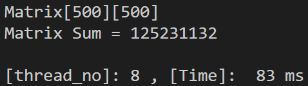 Matrix[500][500]
Matrix Sum = 125231132
[thread_no]: 8 , [Time]:  83 ms